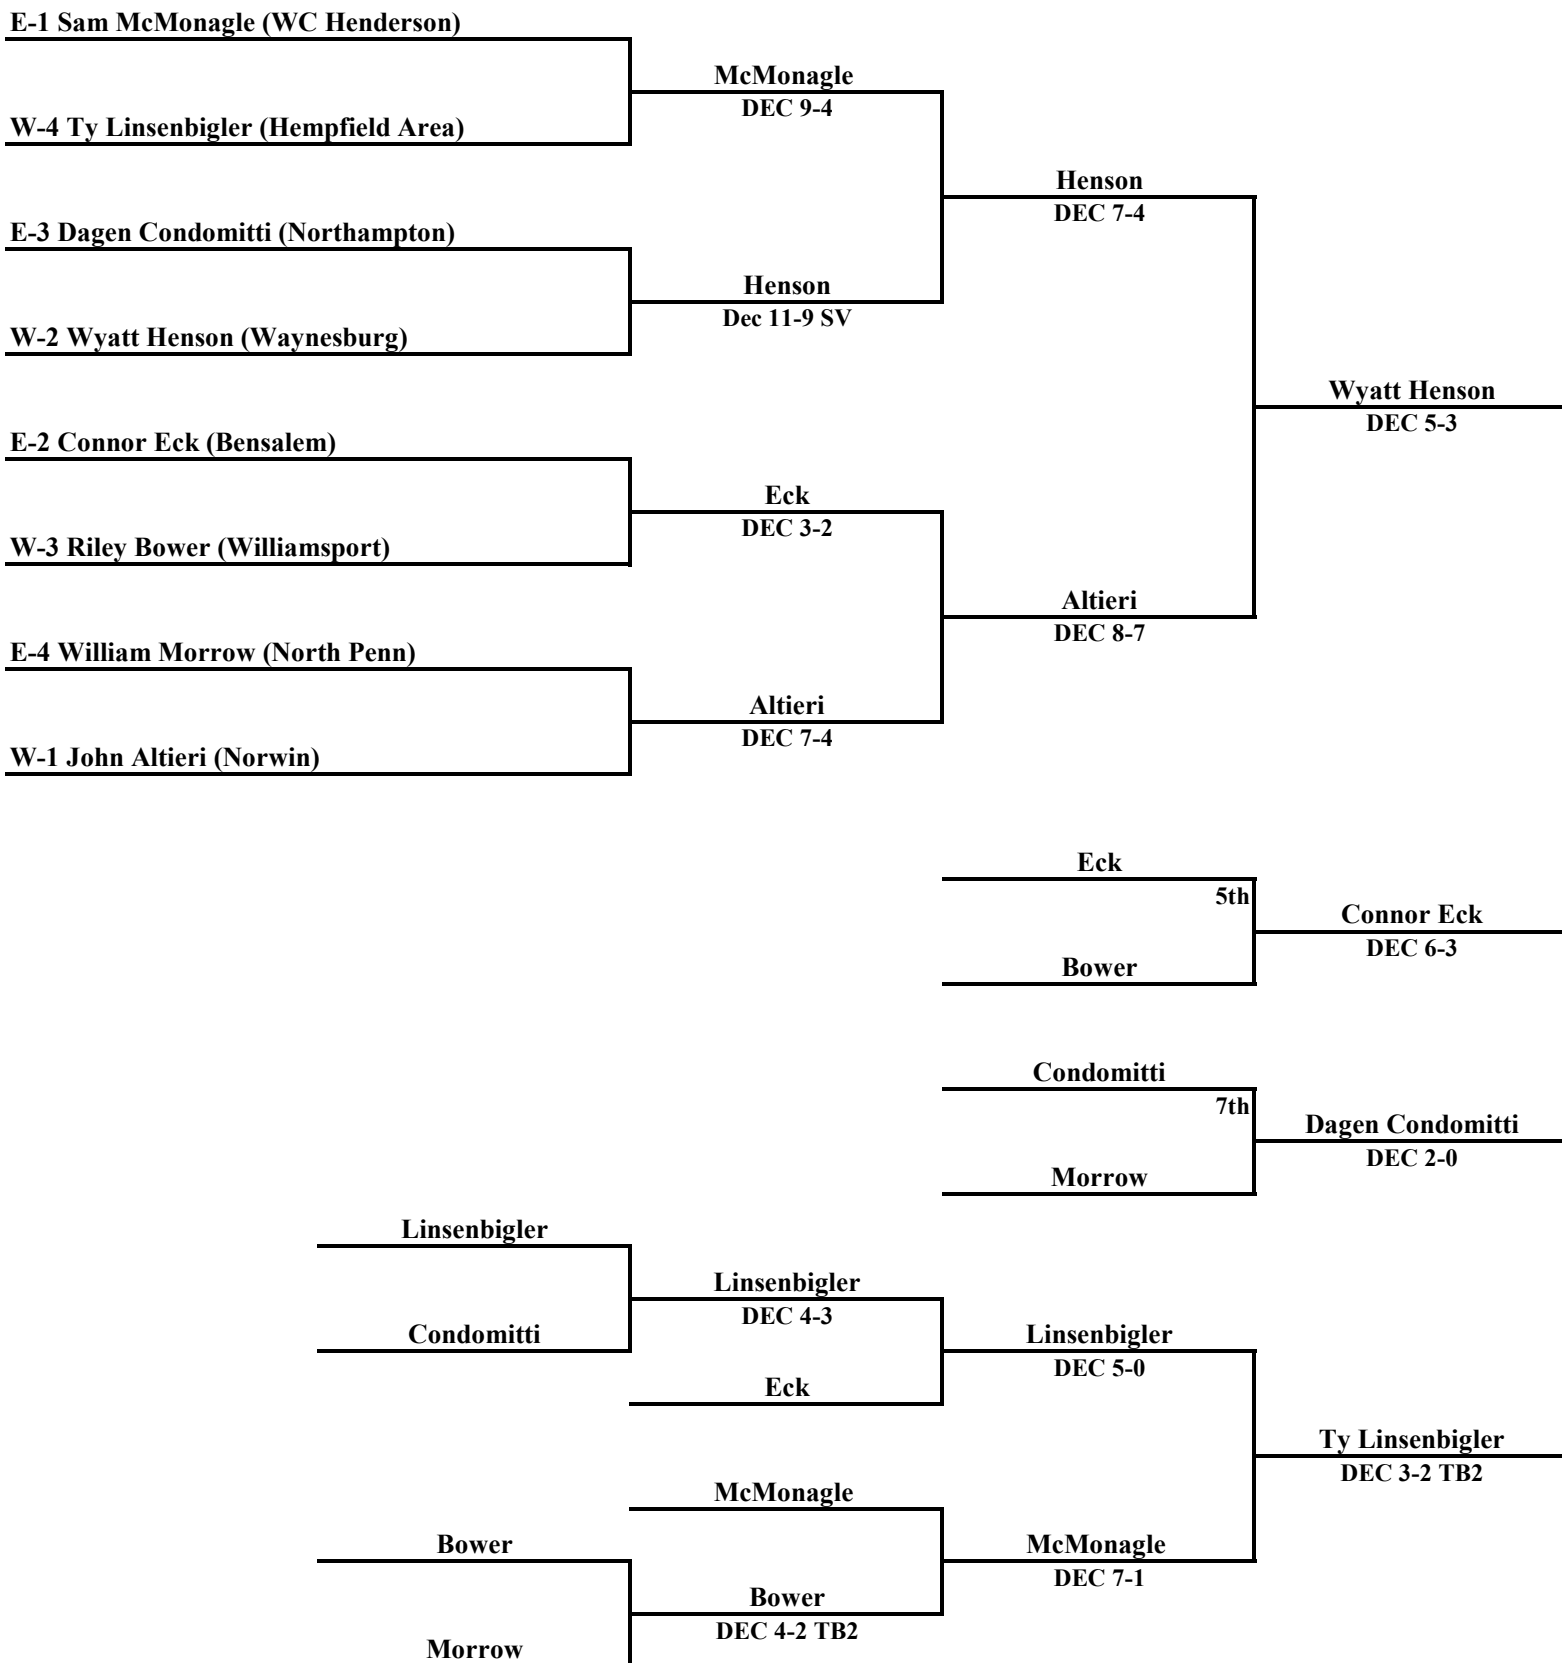 E-1 Sam McMonagle (WC Henderson)
McMonagle
DEC 9-4
W-4 Ty Linsenbigler (Hempfield Area)
Henson
DEC 7-4
E-3 Dagen Condomitti (Northampton)
Henson
Dec 11-9 SV
W-2 Wyatt Henson (Waynesburg)
Wyatt Henson
DEC 5-3
E-2 Connor Eck (Bensalem)
Eck
DEC 3-2
W-3 Riley Bower (Williamsport)
Altieri
DEC 8-7
E-4 William Morrow (North Penn)
Altieri
DEC 7-4
W-1 John Altieri (Norwin)
Eck
5th
Connor Eck
DEC 6-3
Bower
Condomitti
7th
Dagen Condomitti
DEC 2-0
Morrow
Linsenbigler
Linsenbigler
DEC 4-3
Condomitti
Linsenbigler
DEC 5-0
Eck
Ty Linsenbigler
DEC 3-2 TB2
McMonagle
Bower
McMonagle
DEC 7-1
Bower
DEC 4-2 TB2
Morrow